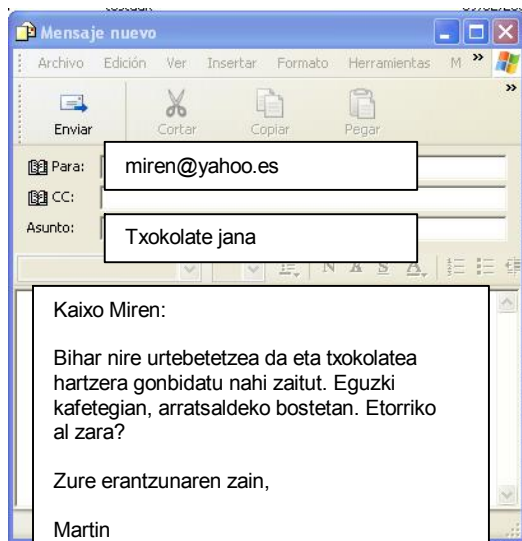 Mensaje nuevo
Archivo Edición Ver Insertar Formato Herramientas M »
»
Enviar Cortar Copiar Pegar
Para: miren@yahoo.es
CC:
Asunto: Txokolate jana
N K S A
Kaixo Miren:
Bihar nire urtebetetzea da eta txokolatea
hartzera gonbidatu nahi zaitut. Eguzki
kafetegian, arratsaldeko bostetan. Etorriko
al zara?
Zure erantzunaren zain,
Martin